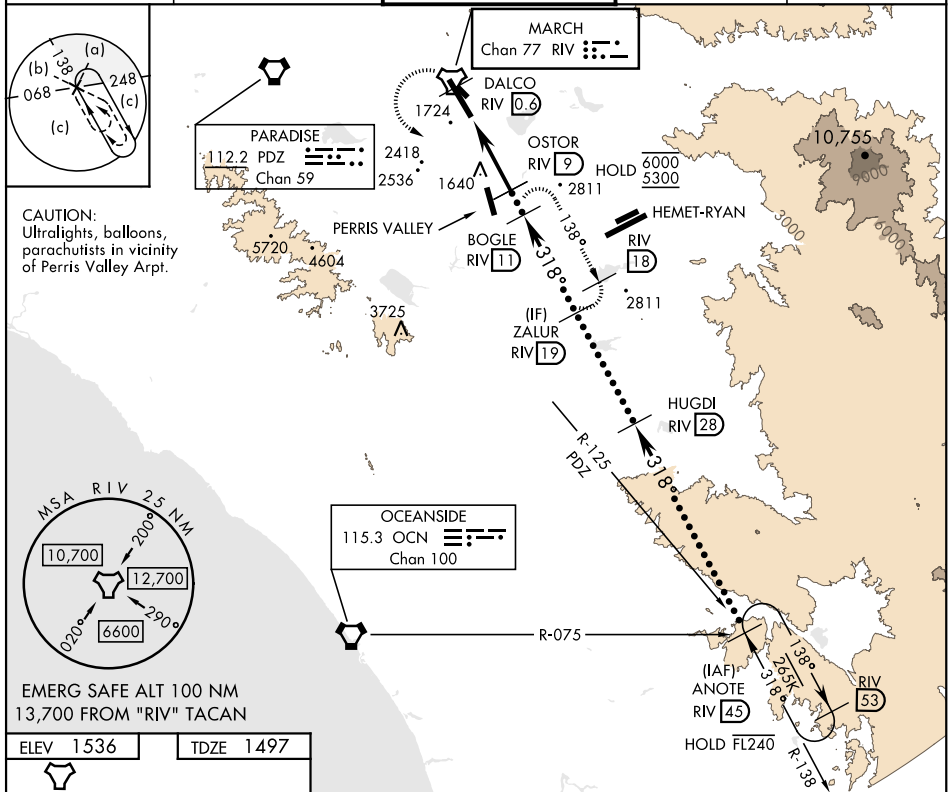 MARCH
Chan 77 RIV
138
(a)
(b)
248
068
(c)
(c)
DALCO
RIV 0.6
1724
PARADISE
112.2 PDZ
Chan 59
2418
2536
OSTOR
RIV 9
HOLD 6000
5300
10,755
9000
1640
2811
HEMET-RYAN
3000
6000
CAUTION:
Ultralights, balloons,
parachutists in vicinity
of Perris Valley Arpt.
PERRIS VALLEY
BOGLE
RIV 11
138°
318°
RIV
18
5720
4604
2811
3725
(IF)
ZALUR
RIV 19
HUGDI
RIV 28
R-125
PDZ
318°
MSA RIV 25 NM
200°
10,700
12,700
290°
020°
6600
OCEANSIDE
115.3 OCN
Chan 100
R-075
138°
265K
318°
(IAF)
ANOTE
RIV 45
RIV
53
HOLD FL240
R-138
EMERG SAFE ALT 100 NM
13,700 FROM "RIV" TACAN
ELEV 1536
TDZE 1497